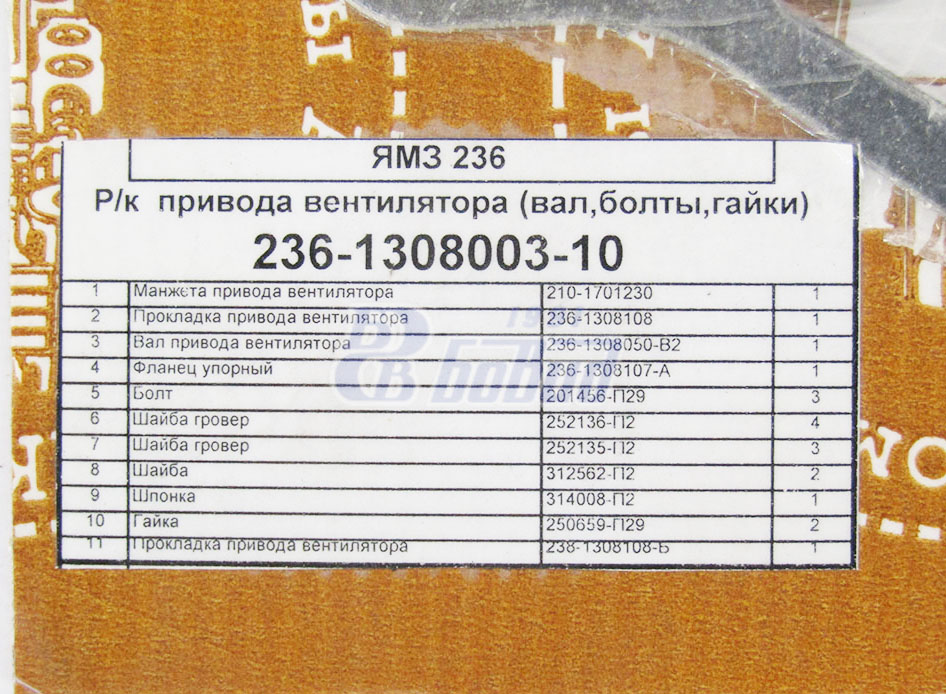 ЯМЗ 236
Р/к привода вентилятора (вал,болты,гайки)
236-1308003-10
1 Манжета привода вентилятора 210-1701230 1
2 Прокладка привода вентилятора 236-1308108 1
3 Вал привода вентилятора 236-1308050-В2 1
4 Фланец упорный 236-1308107-А 1
5 Болт 201456-П29 3
6 Шайба гровер 252136-П2 4
7 Шайба гровер 252135-П2 3
8 Шайба 312562-П2 2
9 Шпонка 314008-П2 1
10 Гайка 250659-П29 2
11 Прокладка привода вентилятора 238-1308108-Б 1